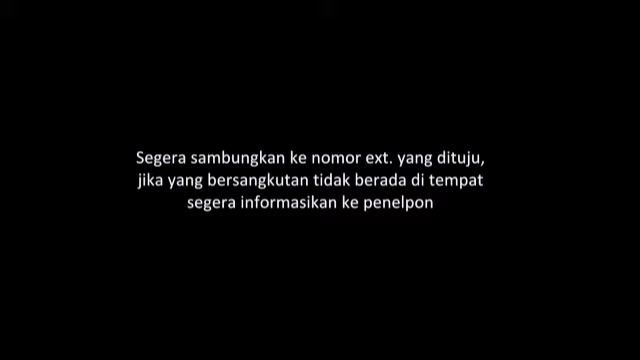 Segera sambungkan ke nomor ext. yang dituju,
jika yang bersangkutan tidak berada di tempat
segera informasikan ke penelpon